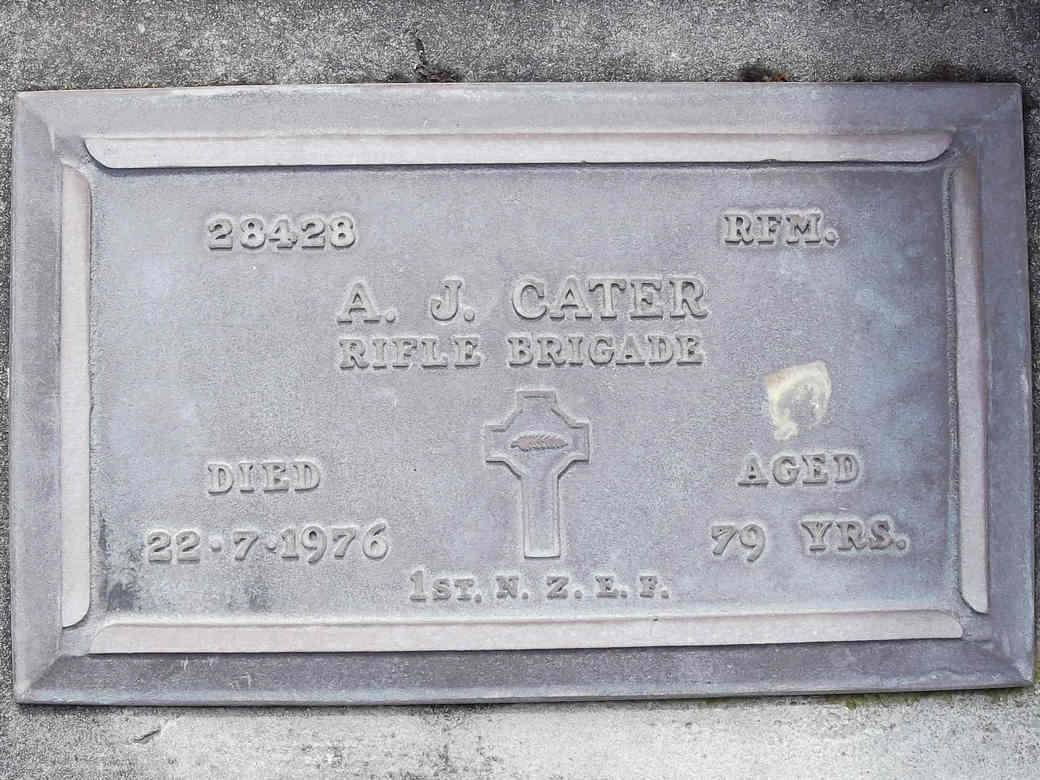 28428 RFM.
A. J. CATER
RIFLE BRIGADE
DIED AGED
22·7·1976 79 YRS.
1ST. N. Z. E. F.